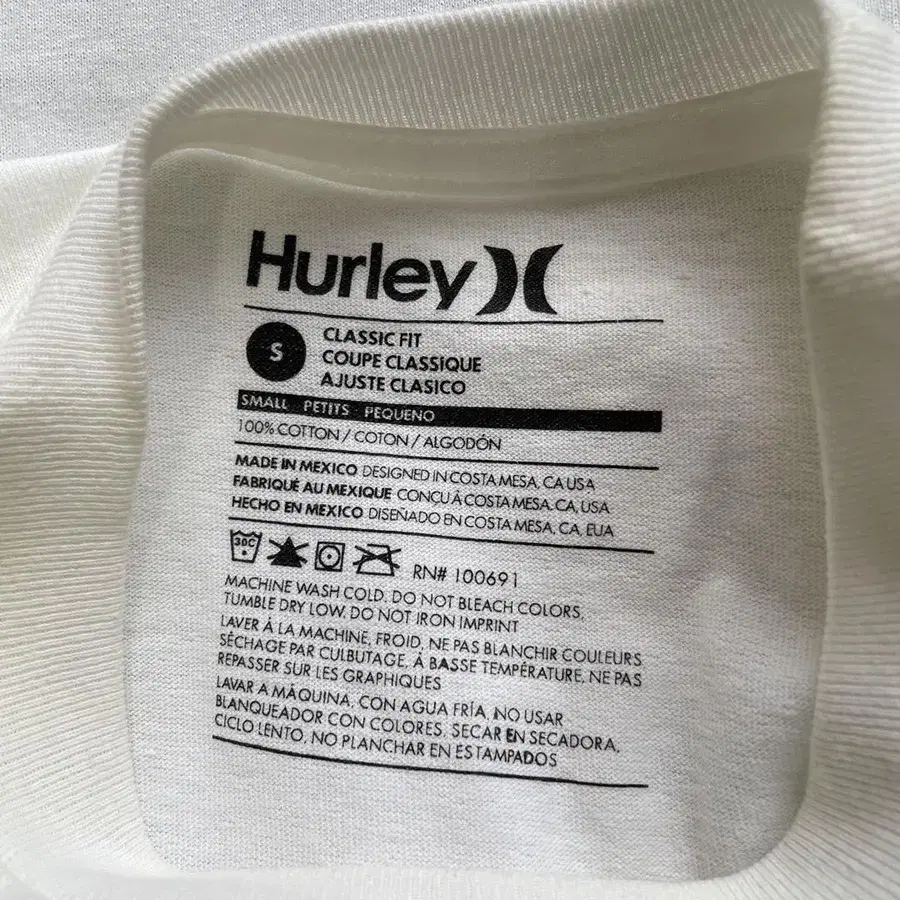 Hurley
S
CLASSIC FIT
COUPE CLASSIQUE
AJUSTE CLASICO
SMALL PETITS PEQUENO
100% COTTON / COTON / ALGODÓN
MADE IN MEXICO DESIGNED IN COSTA MESA, CA USA
FABRIQUÉ AU MEXIQUE CONÇU À COSTA MESA, CA, USA
HECHO EN MEXICO DISEÑADO EN COSTA MESA, CA, EUA
30C
RN# 100691
MACHINE WASH COLD, DO NOT BLEACH COLORS,
TUMBLE DRY LOW, DO NOT IRON IMPRINT
LAVER À LA MACHINE, FROID, NE PAS BLANCHIR COULEURS
SÉCHAGE PAR CULBUTAGE, À BASSE TEMPÉRATURE, NE PAS
REPASSER SUR LES GRAPHIQUES
LAVAR A MÁQUINA, CON AGUA FRÍA, NO USAR
BLANQUEADOR CON COLORES, SECAR EN SECADORA,
CICLO LENTO, NO PLANCHAR EN ESTAMPADOS